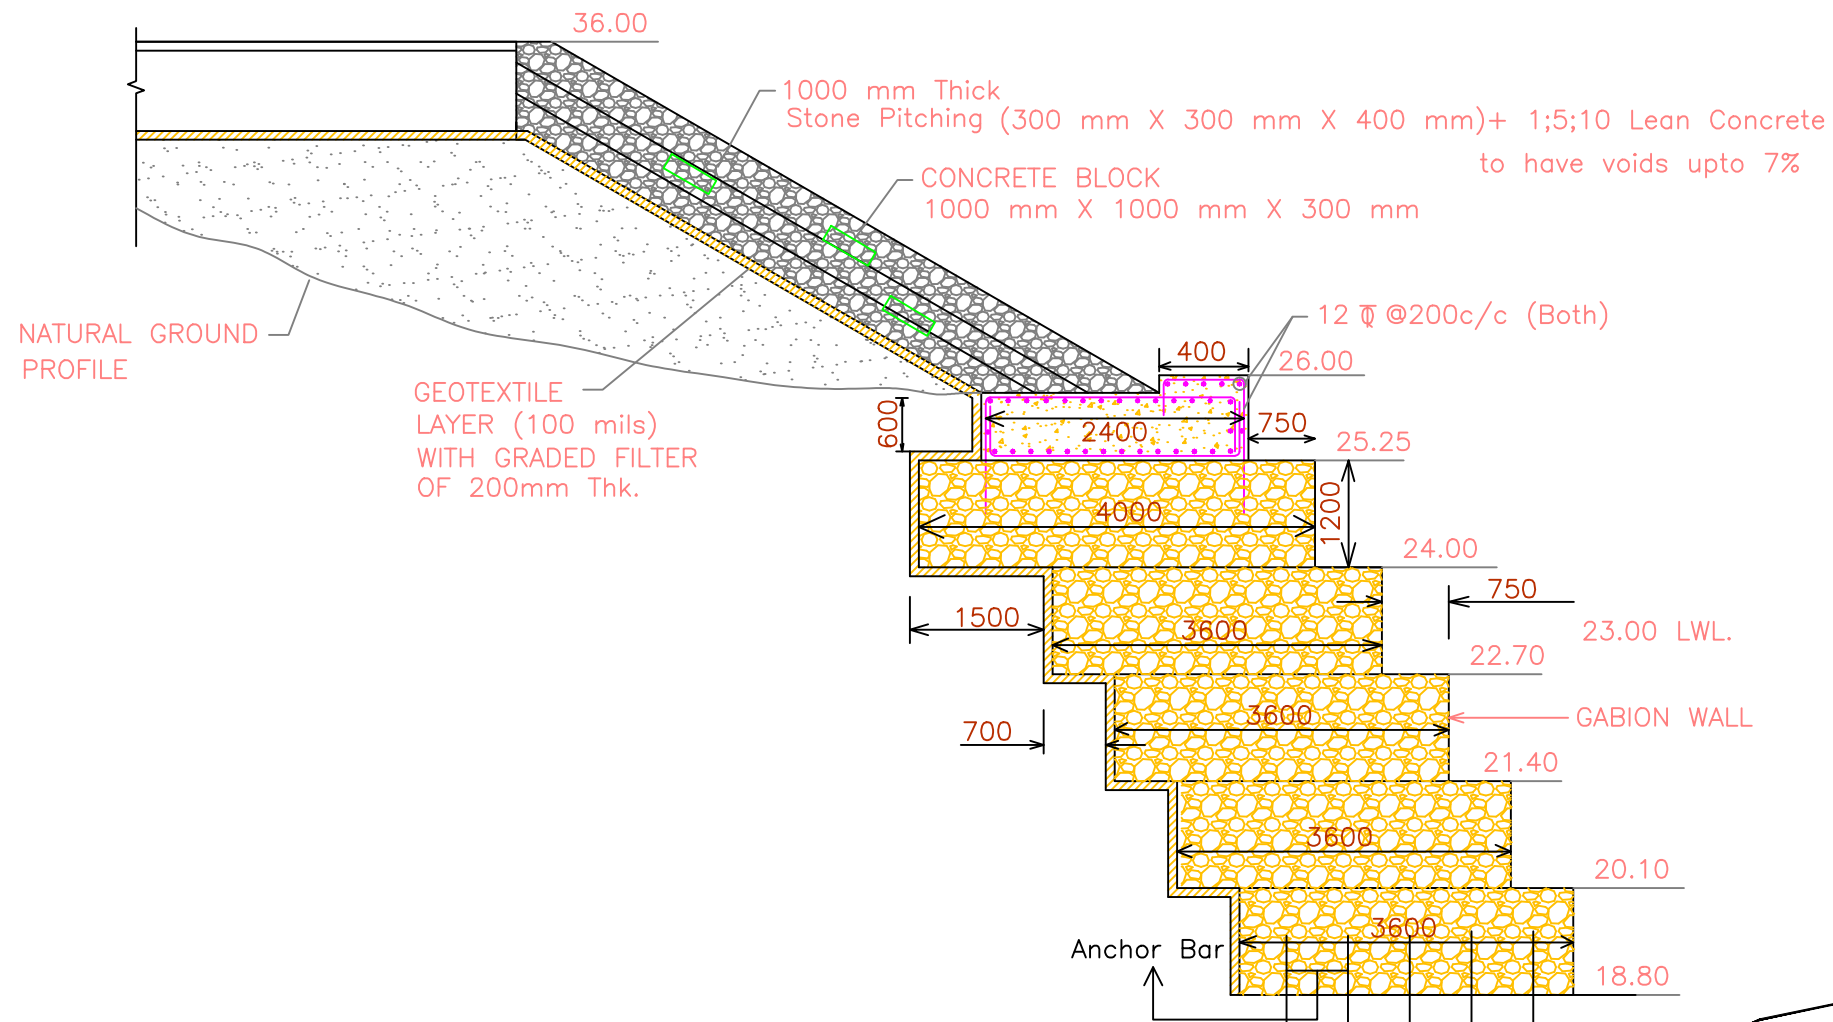 36.00
1000 mm Thick
Stone Pitching (300 mm X 300 mm X 400 mm)+ 1;5;10 Lean Concrete
to have voids upto 7%
CONCRETE BLOCK
1000 mm X 1000 mm X 300 mm
12 @200c/c (Both)
NATURAL GROUND
PROFILE
400
26.00
GEOTEXTILE
LAYER (100 mils)
WITH GRADED FILTER
OF 200mm Thk.
600
2400
750
25.25
4000
1200
24.00
1500
3600
750
23.00 LWL.
22.70
700
3600
GABION WALL
21.40
3600
20.10
3600
Anchor Bar
18.80